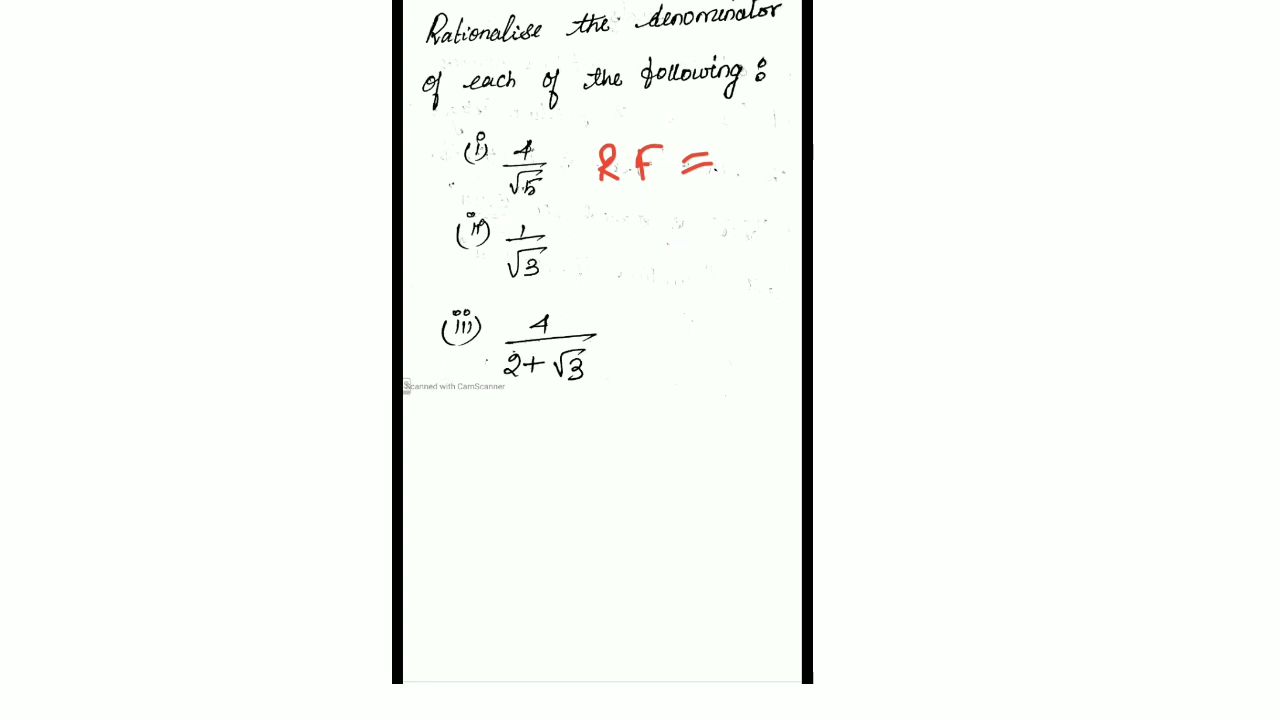 Rationalise the denominator
of each of the following :
(i) 4/√5 R F =
(ii) 1/√3
(iii) 4/(2+√3)
Scanned with CamScanner